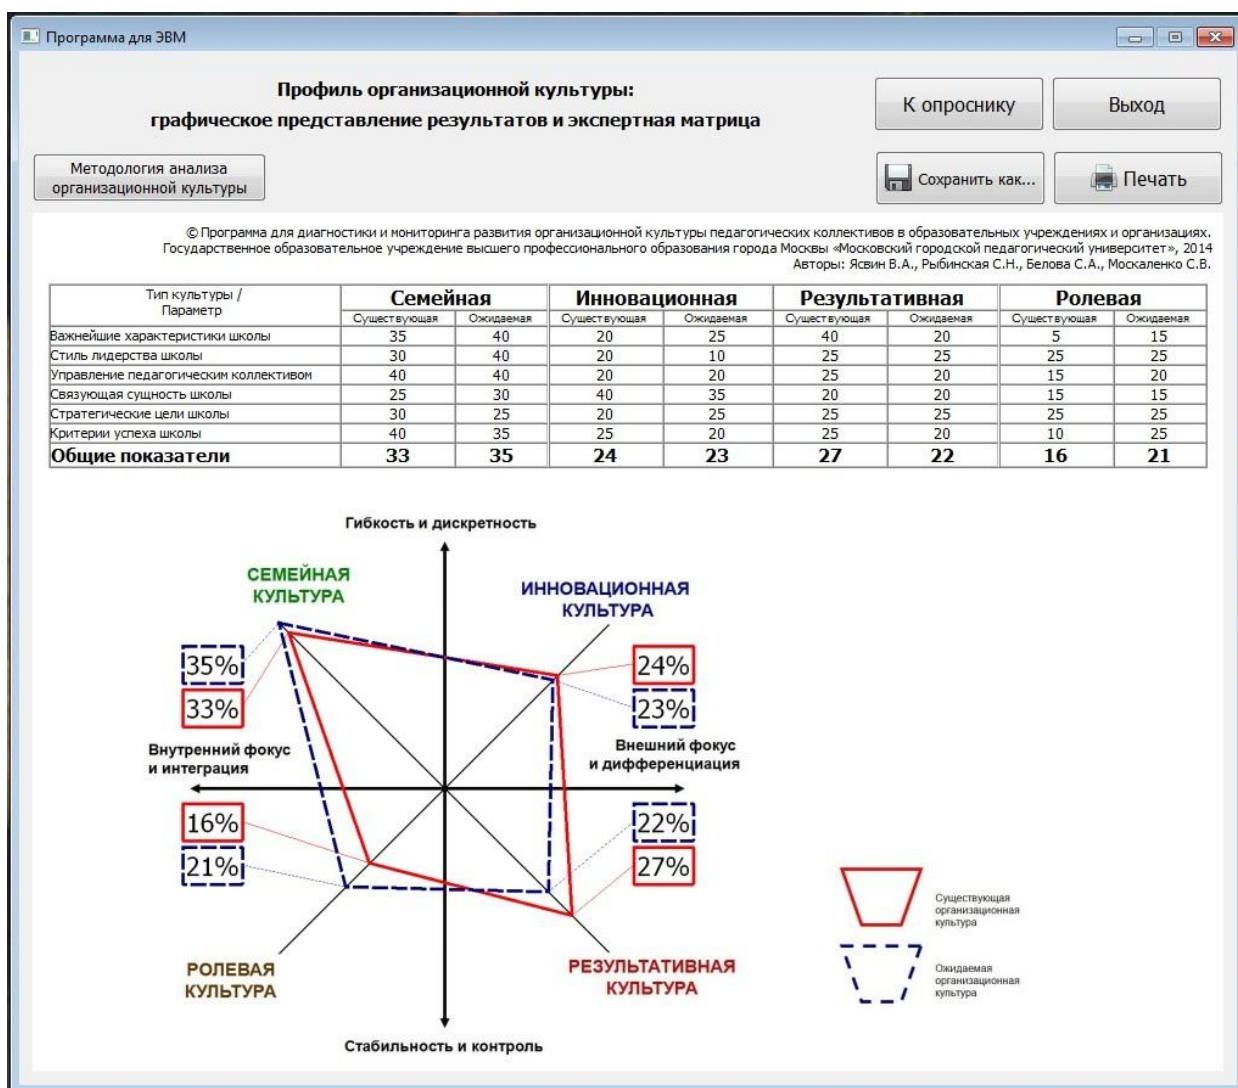 Программа для ЭВМ
Профиль организационной культуры:
графическое представление результатов и экспертная матрица
К опроснику
Выход
Методология анализа
организационной культуры
Сохранить как...
Печать
© Программа для диагностики и мониторинга развития организационной культуры педагогических коллективов в образовательных учреждениях и организациях.
Государственное образовательное учреждение высшего профессионального образования города Москвы «Московский городской педагогический университет», 2014
Авторы: Ясвин В.А., Рыбинская С.Н., Белова С.А., Москаленко С.В.
Тип культуры / Семейная Инновационная Результативная Ролевая
Параметр Существующая Ожидаемая Существующая Ожидаемая Существующая Ожидаемая Существующая Ожидаемая
Важнейшие характеристики школы 35 40 20 25 40 20 5 15
Стиль лидерства школы 30 40 20 10 25 25 25 25
Управление педагогическим коллективом 40 40 20 20 25 20 15 20
Связующая сущность школы 25 30 40 35 20 20 15 15
Стратегические цели школы 30 25 20 25 25 25 25 25
Критерии успеха школы 40 35 25 20 25 20 10 25
Общие показатели 33 35 24 23 27 22 16 21
Гибкость и дискретность
СЕМЕЙНАЯ
КУЛЬТУРА
ИННОВАЦИОННАЯ
КУЛЬТУРА
35%
33%
24%
23%
Внутренний фокус
и интеграция
Внешний фокус
и дифференциация
16%
21%
22%
27%
РОЛЕВАЯ
КУЛЬТУРА
РЕЗУЛЬТАТИВНАЯ
КУЛЬТУРА
Стабильность и контроль
Существующая
организационная
культура
Ожидаемая
организационная
культура